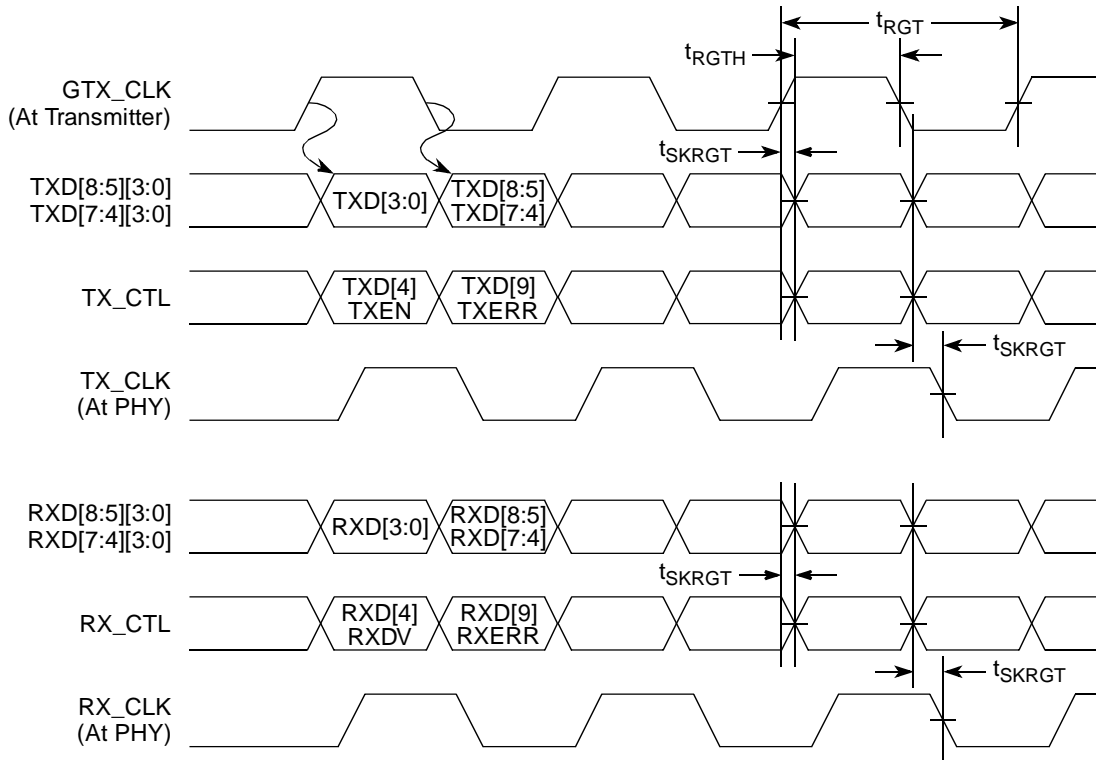 tRGT
tRGTH
GTX_CLK
(At Transmitter)
tSKRGT
TXD[8:5][3:0]
TXD[7:4][3:0]
TXD[3:0]
TXD[8:5]
TXD[7:4]
TX_CTL
TXD[4]
TXEN
TXD[9]
TXERR
tSKRGT
TX_CLK
(At PHY)
RXD[8:5][3:0]
RXD[7:4][3:0]
RXD[3:0]
RXD[8:5]
RXD[7:4]
tSKRGT
RX_CTL
RXD[4]
RXDV
RXD[9]
RXERR
tSKRGT
RX_CLK
(At PHY)